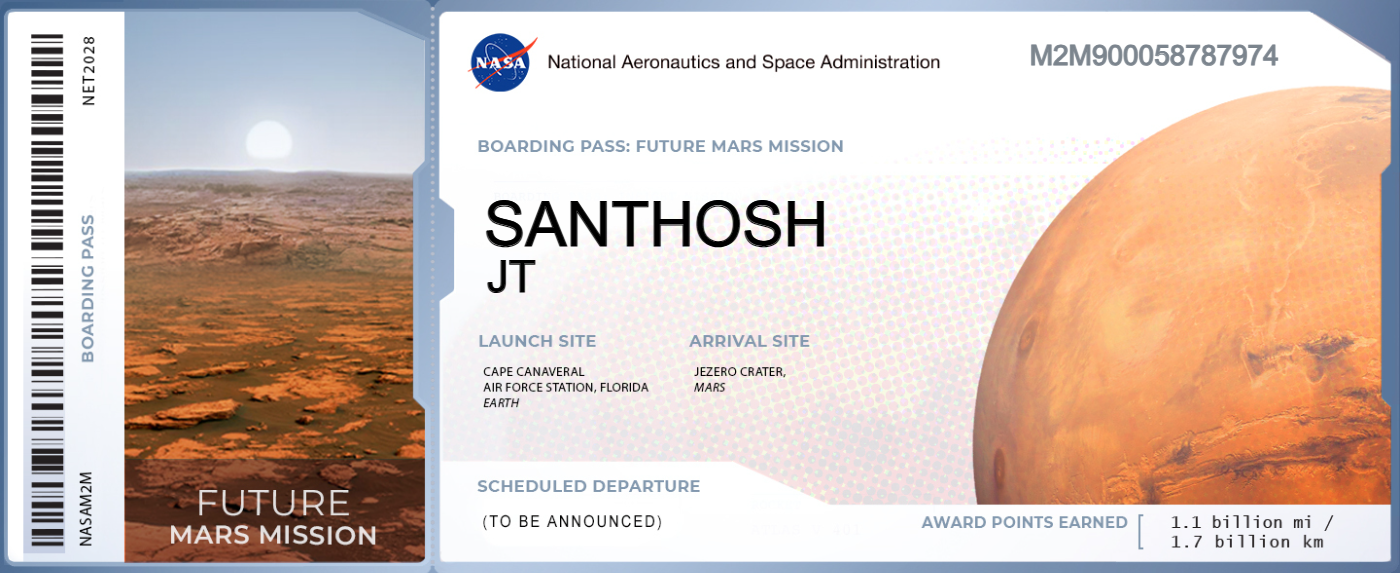 NET2028
BOARDING PASS
NASAM2M
FUTURE
MARS MISSION
NASA
National Aeronautics and Space Administration
M2M900058787974
BOARDING PASS: FUTURE MARS MISSION
SANTHOSH
JT
LAUNCH SITE
CAPE CANAVERAL
AIR FORCE STATION, FLORIDA
EARTH
ARRIVAL SITE
JEZERO CRATER,
MARS
SCHEDULED DEPARTURE
(TO BE ANNOUNCED)
AWARD POINTS EARNED
1.1 billion mi /
1.7 billion km